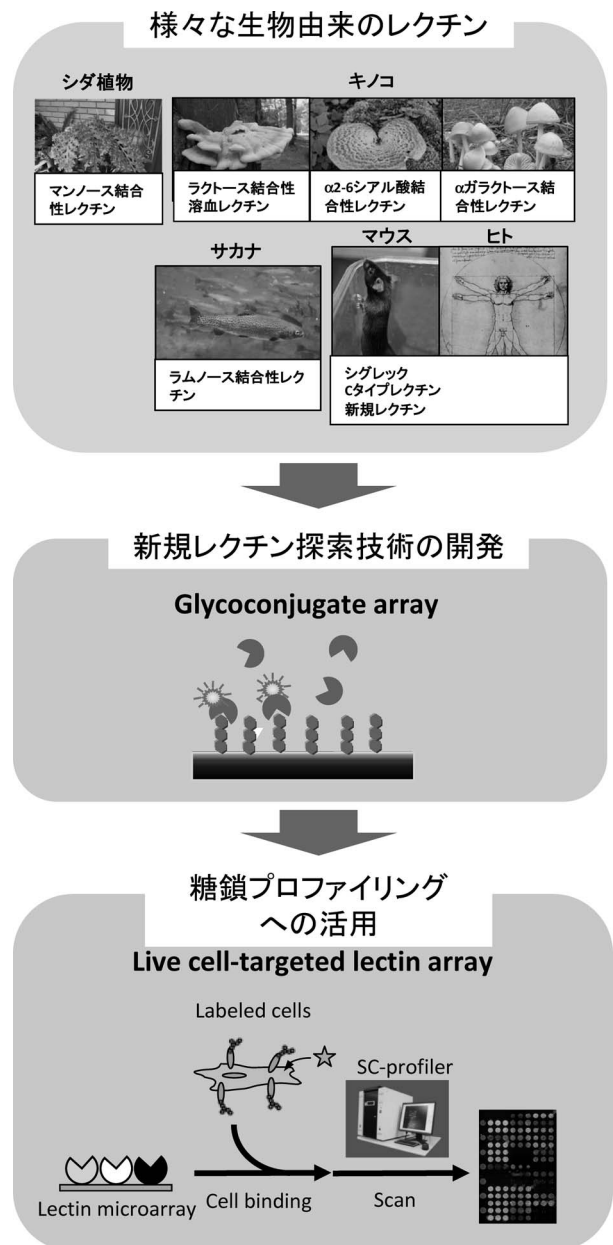 様々な生物由来のレクチン
シダ植物
キノコ
マンノース結合
性レクチン
ラクトース結合性
溶血レクチン
α2-6シアル酸結
合性レクチン
αガラクトース結
合性レクチン
サカナ
マウス
ヒト
ラムノース結合性レク
チン
シグレック
Cタイプレクチン
新規レクチン
新規レクチン探索技術の開発
Glycoconjugate array
糖鎖プロファイリング
への活用
Live cell-targeted lectin array
Labeled cells
SC-profiler
Lectin microarray
Cell binding
Scan